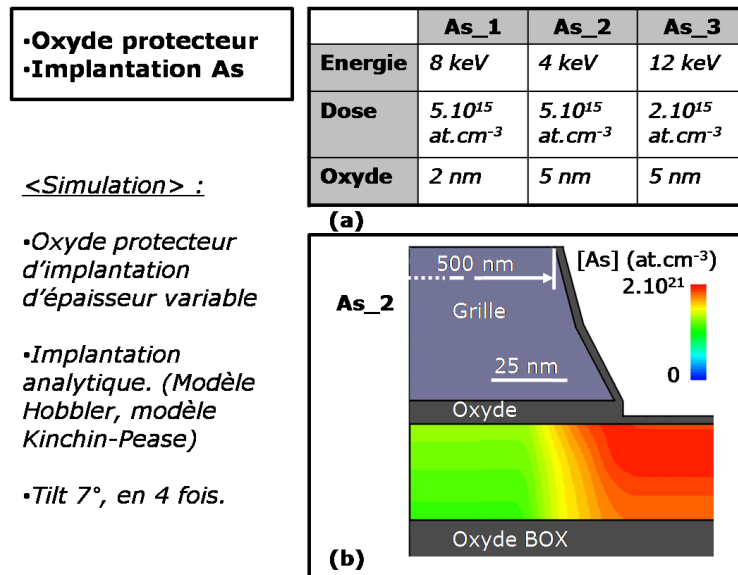 •Oxyde protecteur
•Implantation As
<Simulation> :
•Oxyde protecteur
d'implantation
d'épaisseur variable
•Implantation
analytique. (Modèle
Hobbler, modèle
Kinchin-Pease)
•Tilt 7°, en 4 fois.
As_1 As_2 As_3
Energie 8 keV 4 keV 12 keV
Dose 5.10¹⁵ 5.10¹⁵ 2.10¹⁵
at.cm⁻³ at.cm⁻³ at.cm⁻³
Oxyde 2 nm 5 nm 5 nm
(a)
500 nm [As] (at.cm⁻³)
2.10²¹
As_2 Grille
25 nm 0
Oxyde
Oxyde BOX
(b)